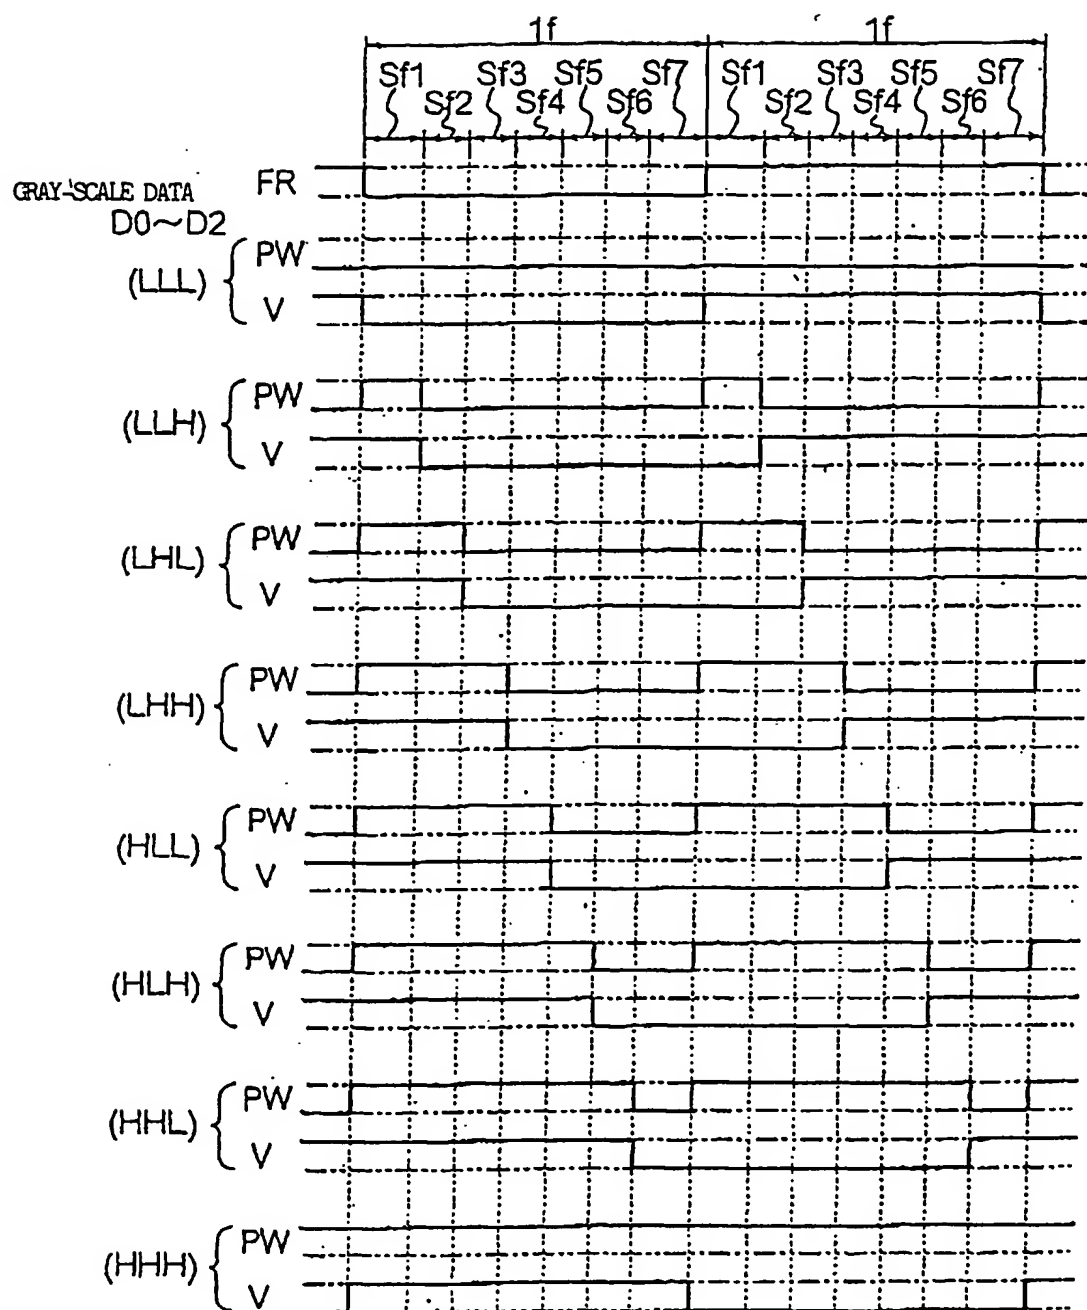 1f 1f
Sf1 Sf3 Sf5 Sf7 Sf1 Sf3 Sf5 Sf7
Sf2 Sf4 Sf6 Sf2 Sf4 Sf6
FR
GRAY-SCALE DATA
D0~D2
PW
(LLL)
V
PW
(LLH)
V
PW
(LHL)
V
PW
(LHH)
V
PW
(HLL)
V
PW
(HLH)
V
PW
(HHL)
V
PW
(HHH)
V